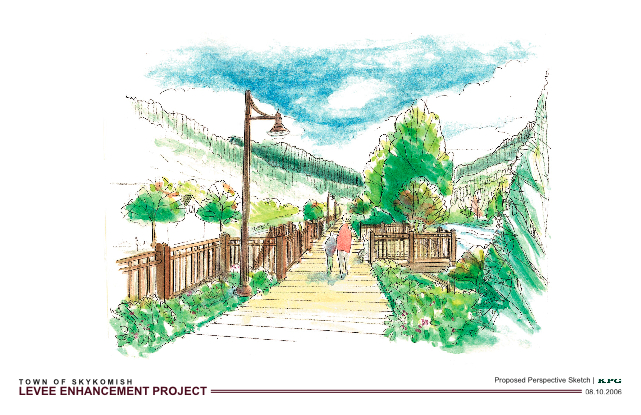 TOWN OF SKYKOMISH
LEVEE ENHANCEMENT PROJECT
Proposed Perspective Sketch | KPG
08.10.2006